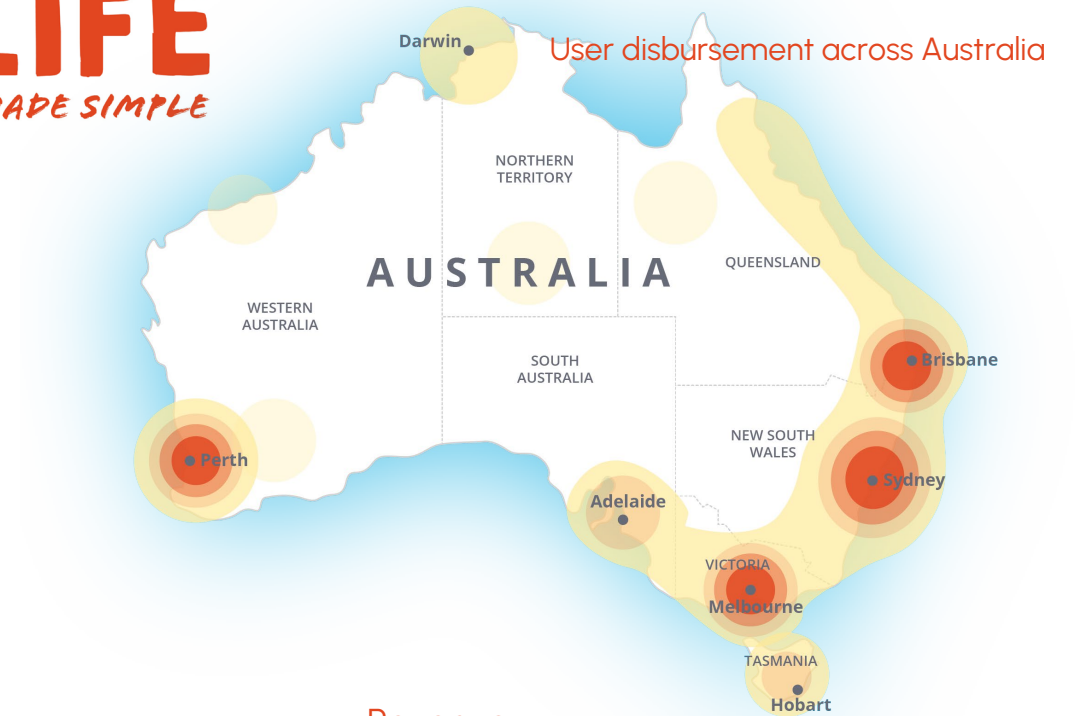 LIFE
SIMPLE
User disbursement across Australia
Darwin
NORTHERN
TERRITORY
QUEENSLAND
AUSTRALIA
WESTERN
AUSTRALIA
SOUTH
AUSTRALIA
Brisbane
NEW SOUTH
WALES
Perth
Sydney
Adelaide
VICTORIA
Melbourne
TASMANIA
Hobart